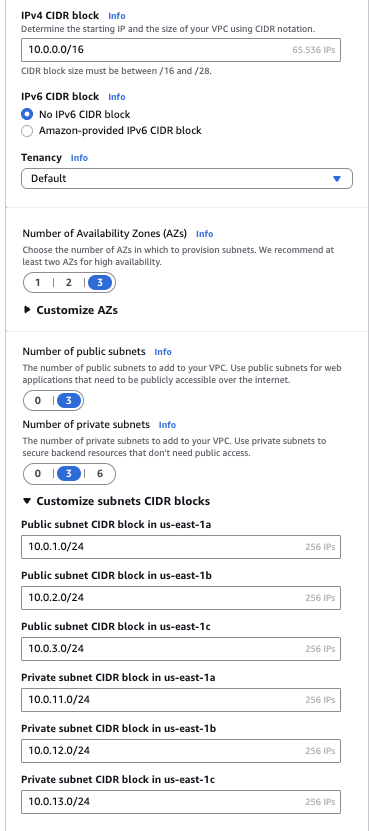 IPv4 CIDR block Info
Determine the starting IP and the size of your VPC using CIDR notation.
10.0.0.0/16 65.536 IPs
CIDR block size must be between /16 and /28.
IPv6 CIDR block Info
No IPv6 CIDR block
Amazon-provided IPv6 CIDR block
Tenancy Info
Default
Number of Availability Zones (AZs) Info
Choose the number of AZs in which to provision subnets. We recommend at
least two AZs for high availability.
1 | 2 | 3
Customize AZs
Number of public subnets Info
The number of public subnets to add to your VPC. Use public subnets for web
applications that need to be publicly accessible over the internet.
0 | 3
Number of private subnets Info
The number of private subnets to add to your VPC. Use private subnets to
secure backend resources that don't need public access.
0 | 3 | 6
Customize subnets CIDR blocks
Public subnet CIDR block in us-east-1a
10.0.1.0/24 256 IPs
Public subnet CIDR block in us-east-1b
10.0.2.0/24 256 IPs
Public subnet CIDR block in us-east-1c
10.0.3.0/24 256 IPs
Private subnet CIDR block in us-east-1a
10.0.11.0/24 256 IPs
Private subnet CIDR block in us-east-1b
10.0.12.0/24 256 IPs
Private subnet CIDR block in us-east-1c
10.0.13.0/24 256 IPs